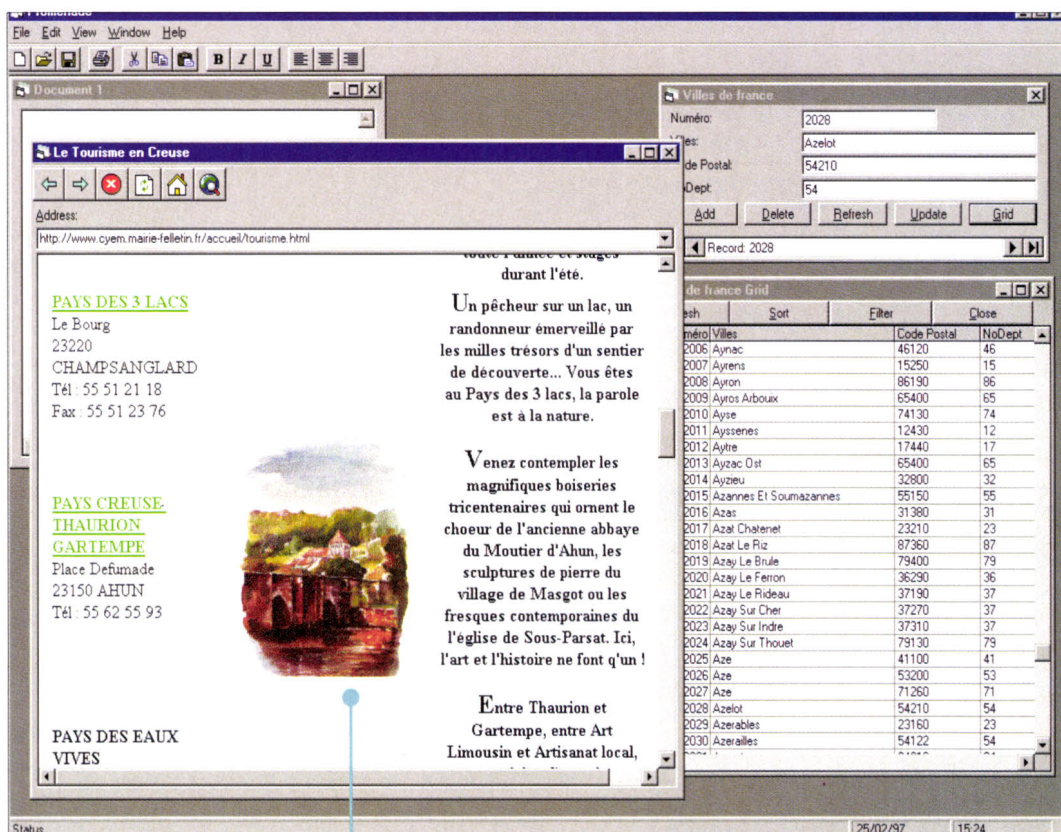 Promenade
File Edit View Window Help
B I U
Document 1
Villes de france
Numéro: 2028
Villes: Azelot
de Postal: 54210
NoDept: 54
Add Delete Refresh Update Grid
Record: 2028
Le Tourisme en Creuse
Address:
http://www.cyem.mairie-felletin.fr/accueil/tourisme.html
PAYS DES 3 LACS
Le Bourg
23220
CHAMPSANGLARD
Tél : 55 51 21 18
Fax : 55 51 23 76
PAYS CREUSE-
THAURION
GARTEMPE
Place Defumade
23150 AHUN
Tél : 55 62 55 93
PAYS DES EAUX
VIVES
toute l'année et stages
durant l'été.
Un pêcheur sur un lac, un
randonneur émerveillé par
les milles trésors d'un sentier
de découverte... Vous êtes
au Pays des 3 lacs, la parole
est à la nature.
Venez contempler les
magnifiques boiseries
tricentenaires qui ornent le
choeur de l'ancienne abbaye
du Moutier d'Ahun, les
sculptures de pierre du
village de Masgot ou les
fresques contemporaines du
l'église de Sous-Parsat. Ici,
l'art et l'histoire ne font qu'un !
Entre Thaurion et
Gartempe, entre Art
Limousin et Artisanat local,
de france Grid
esh Sort Filter Close
méro Villes Code Postal NoDept
2006 Aynac 46120 46
2007 Ayrens 15250 15
2008 Ayron 86190 86
2009 Ayros Arbouix 65400 65
2010 Ayse 74130 74
2011 Ayssenes 12430 12
2012 Aytre 17440 17
2013 Ayzac Ost 65400 65
2014 Ayzieu 32800 32
2015 Azannes Et Soumazannes 55150 55
2016 Azas 31380 31
2017 Azat Chatenet 23210 23
2018 Azat Le Riz 87360 87
2019 Azay Le Brule 79400 79
2020 Azay Le Ferron 36290 36
2021 Azay Le Rideau 37190 37
2022 Azay Sur Cher 37270 37
2023 Azay Sur Indre 37310 37
2024 Azay Sur Thouet 79130 79
2025 Aze 41100 41
2026 Aze 53200 53
2027 Aze 71260 71
2028 Azelot 54210 54
2029 Azerables 23160 23
2030 Azerailles 54122 54
Status 25/02/97 15:24